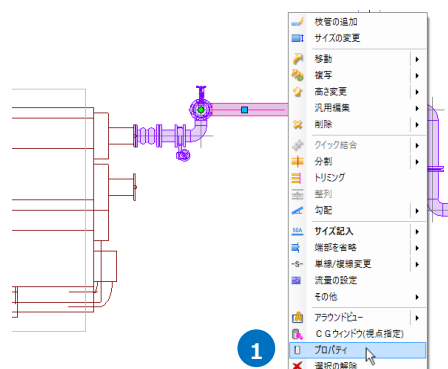 枝管の追加
サイズの変更
移動
複写
高さ変更
汎用編集
削除
クイック結合
分割
トリミング
整列
勾配
50A サイズ記入
端部を省略
-S- 単線/複線変更
流量の設定
その他
アラウンドビュー
ＣＧウインドウ(視点指定)
1 プロパティ
選択の解除